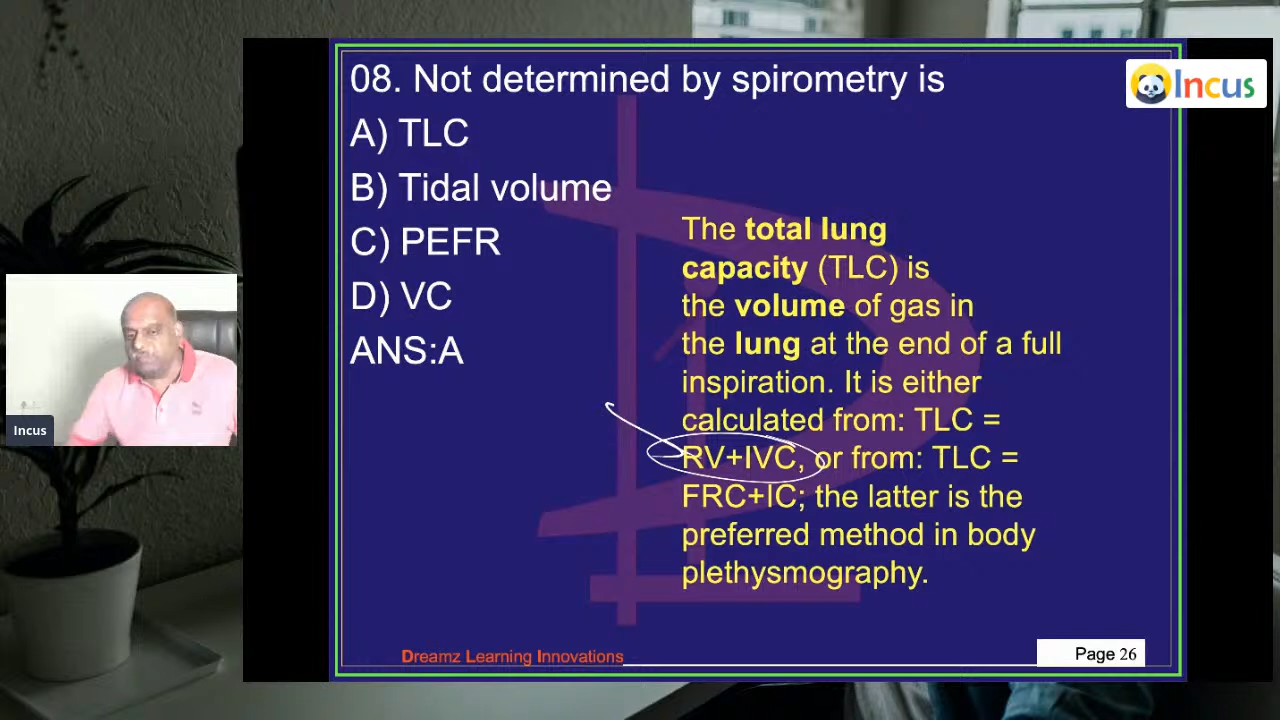 08. Not determined by spirometry is
A) TLC
B) Tidal volume
C) PEFR
D) VC
ANS:A
The total lung
capacity (TLC) is
the volume of gas in
the lung at the end of a full
inspiration. It is either
calculated from: TLC =
RV+IVC, or from: TLC =
FRC+IC; the latter is the
preferred method in body
plethysmography.
Dreamz Learning Innovations
Page 26
Incus
Incus